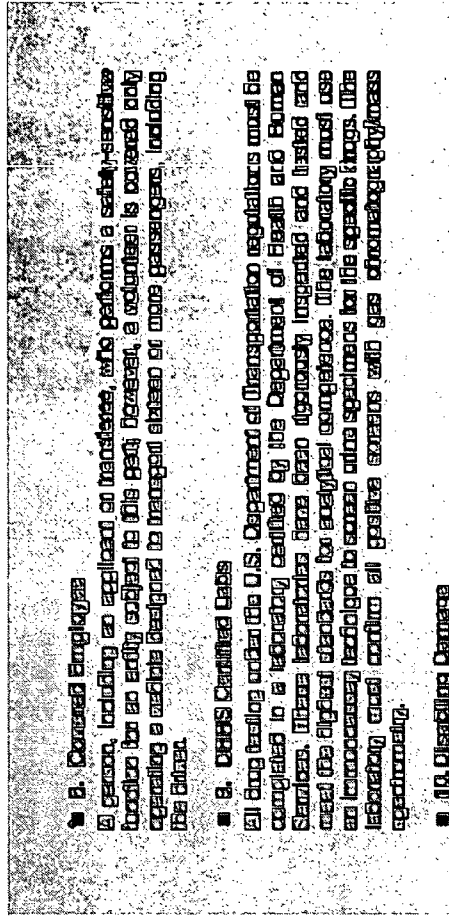 8. Covered Employee
A person, including an applicant or transferee, who performs a safety-sensitive
function for an entity subject to this part; however, a volunteer is covered only
operating a vehicle designed to transport sixteen or more passengers, including
the driver.
9. DHHS Certified Labs
All drug testing under the U.S. Department of Transportation regulations must be
completed in a laboratory certified by the Department of Health and Human
Services. These laboratories have been rigorously inspected and tested and
meet the highest standards for analytical competence. The laboratory must use
an immunoassay technique to screen urine specimens for the specific drugs. The
laboratory must confirm all positive screens with gas chromatography/mass
spectrometry.
10. Disabling Damage